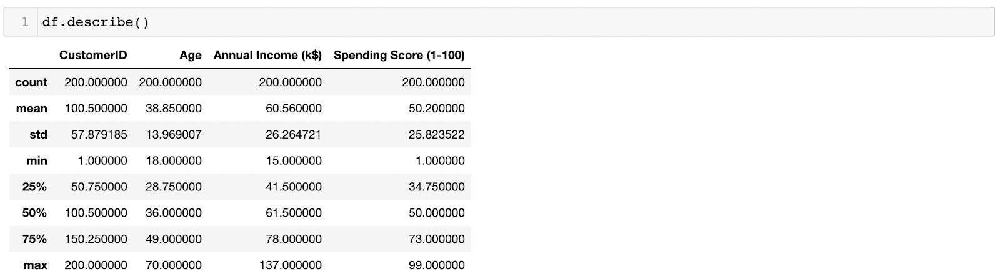 1 df.describe()
CustomerID Age Annual Income (k$) Spending Score (1-100)
count 200.000000 200.000000 200.000000 200.000000
mean 100.500000 38.850000 60.560000 50.200000
std 57.879185 13.969007 26.264721 25.823522
min 1.000000 18.000000 15.000000 1.000000
25% 50.750000 28.750000 41.500000 34.750000
50% 100.500000 36.000000 61.500000 50.000000
75% 150.250000 49.000000 78.000000 73.000000
max 200.000000 70.000000 137.000000 99.000000